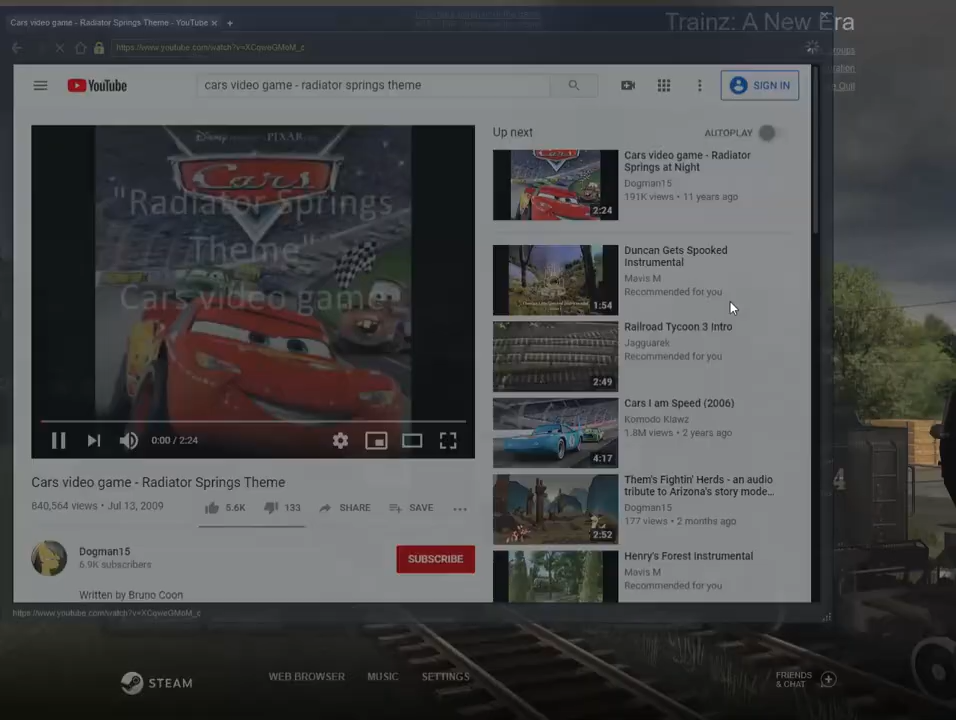 Trainz: A New Era
Cars video game - Radiator Springs Theme - YouTube
https://www.youtube.com/watch?v=XCqweGMoM_c
YouTube
cars video game - radiator springs theme
SIGN IN
DISNEY PIXAR
Cars
"Radiator Springs
Theme"
Cars video game
0:00 / 2:24
Cars video game - Radiator Springs Theme
840,564 views • Jul 13, 2009
5.6K
133
SHARE
SAVE
Dogman15
6.9K subscribers
SUBSCRIBE
Written by Bruno Coon
Up next
AUTOPLAY
Cars video game - Radiator
Springs at Night
Dogman15
191K views • 11 years ago
2:24
Duncan Gets Spooked
Instrumental
Mavis M
Recommended for you
1:54
Railroad Tycoon 3 Intro
Jagguarek
Recommended for you
2:49
Cars I am Speed (2006)
Komodo Klawz
1.8M views • 2 years ago
4:17
Them's Fightin' Herds - an audio
tribute to Arizona's story mode...
Dogman15
177 views • 2 months ago
2:52
Henry's Forest Instrumental
Mavis M
Recommended for you
https://www.youtube.com/watch?v=XCqweGMoM_c
4
STEAM
WEB BROWSER
MUSIC
SETTINGS
FRIENDS
& CHAT